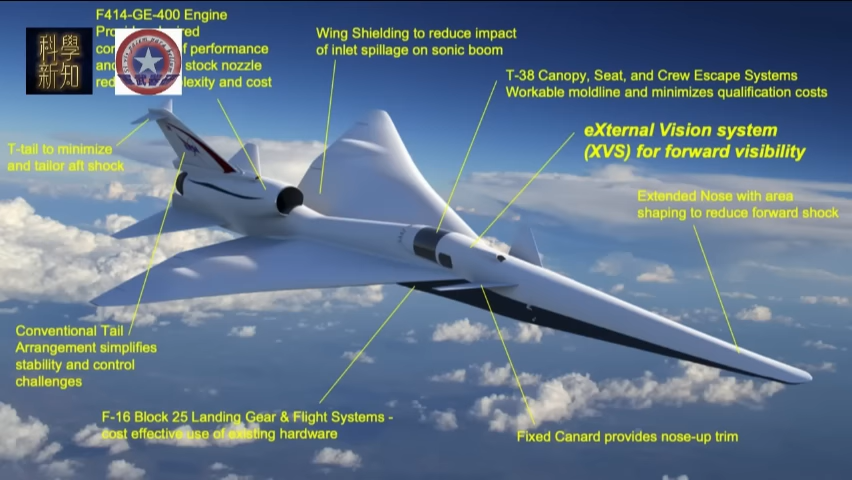 F414-GE-400 Engine
of performance
and stock nozzle
and cost
科學
新知
Wing Shielding to reduce impact
of inlet spillage on sonic boom
T-38 Canopy, Seat, and Crew Escape Systems
Workable moldline and minimizes qualification costs
eXternal Vision system
(XVS) for forward visibility
T-tail to minimize
and tailor aft shock
Extended Nose with area
shaping to reduce forward shock
Conventional Tail
Arrangement simplifies
stability and control
challenges
F-16 Block 25 Landing Gear & Flight Systems -
cost effective use of existing hardware
Fixed Canard provides nose-up trim